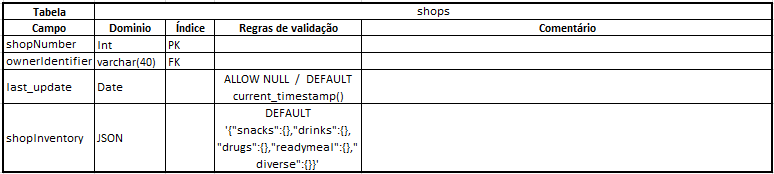 Tabela shops
Campo Dominio Índice Regras de validação Comentário
shopNumber Int PK
ownerIdentifier varchar(40) FK
last_update Date ALLOW NULL / DEFAULT
current_timestamp()
shopInventory JSON DEFAULT
'{"snacks":{},"drinks":{},
"drugs":{},"readymeal":{},"
diverse":{}}'